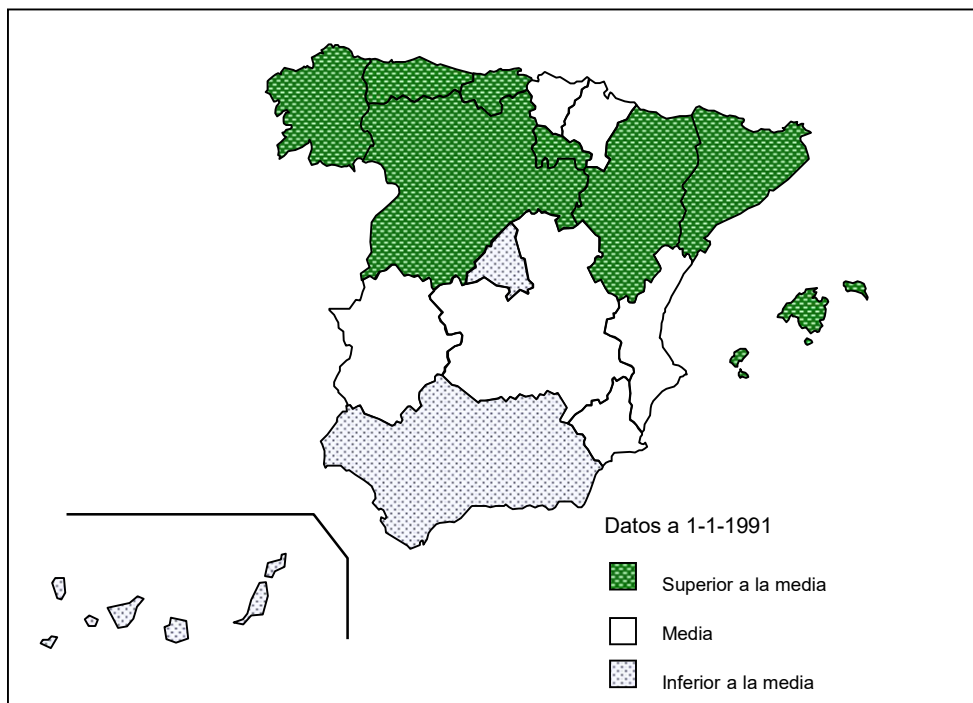 Datos a 1-1-1991
Superior a la media
Media
Inferior a la media